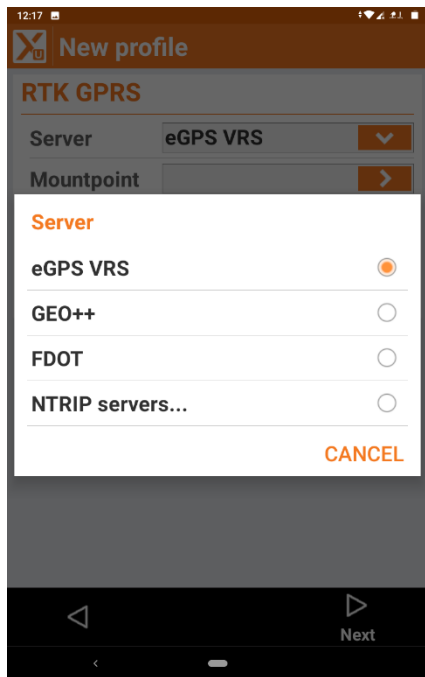 12:17
New profile
RTK GPRS
Server eGPS VRS
Mountpoint
Server
eGPS VRS
GEO++
FDOT
NTRIP servers...
CANCEL
Next